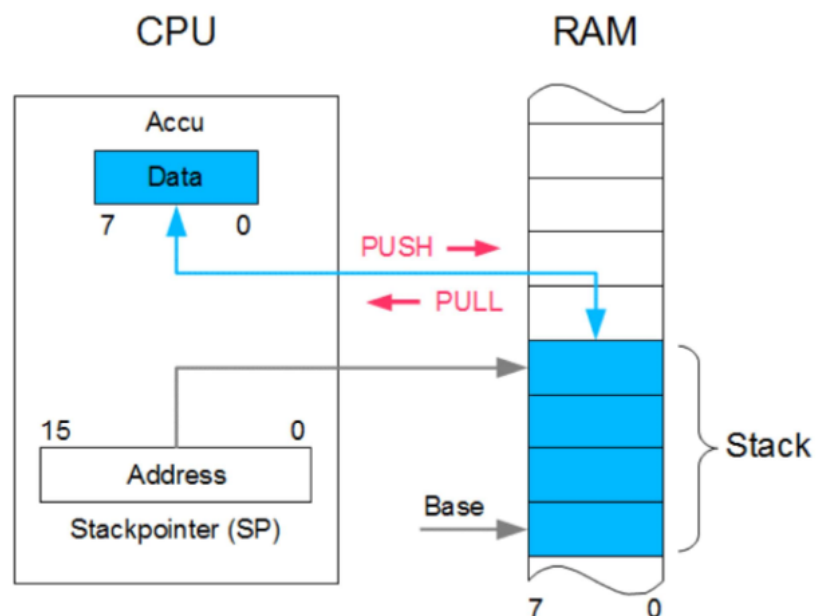 CPU
RAM
Accu
Data
7 0
PUSH
PULL
15 0
Address
Stackpointer (SP)
Base
Stack
7 0